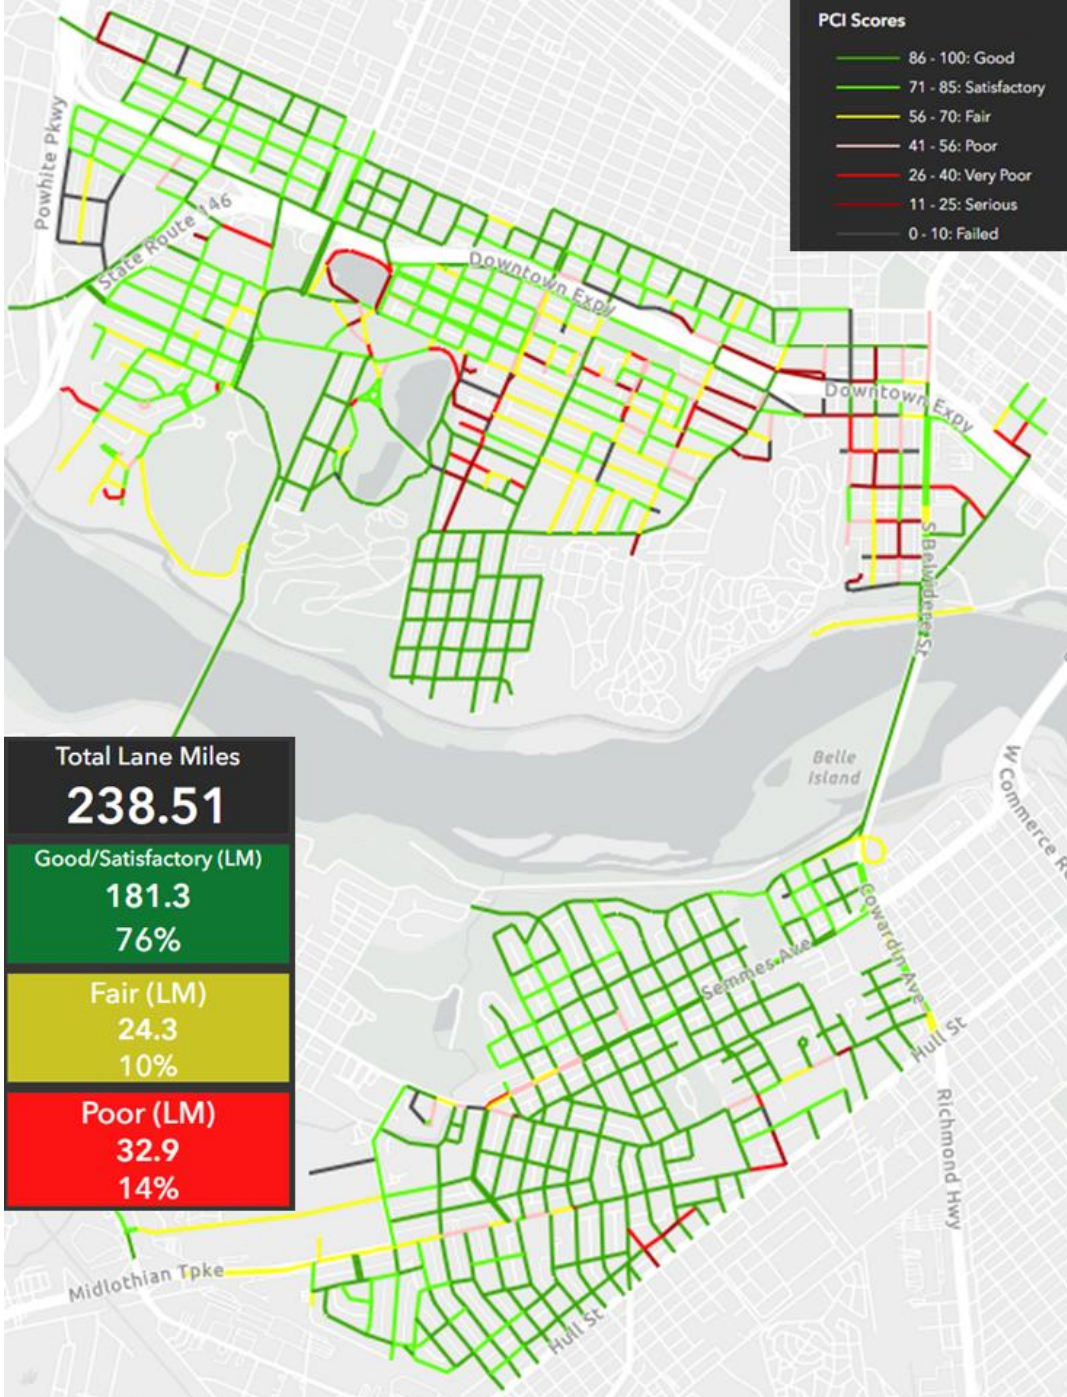 PCI Scores
86 - 100: Good
71 - 85: Satisfactory
56 - 70: Fair
41 - 56: Poor
26 - 40: Very Poor
11 - 25: Serious
0 - 10: Failed
Powhite Pkwy
State Route 146
Downtown Expy
Downtown Expy
S Belvidere St
Belle
Island
W Commerce R
Total Lane Miles
238.51
Good/Satisfactory (LM)
181.3
76%
Fair (LM)
24.3
10%
Poor (LM)
32.9
14%
Cowardin Ave
Semmes Ave
Hull St
Richmond Hwy
Midlothian Tpke
Hull St